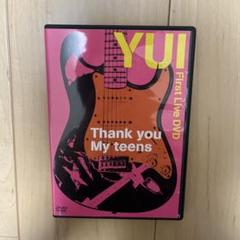 YUI
First Live DVD
Thank you
My teens